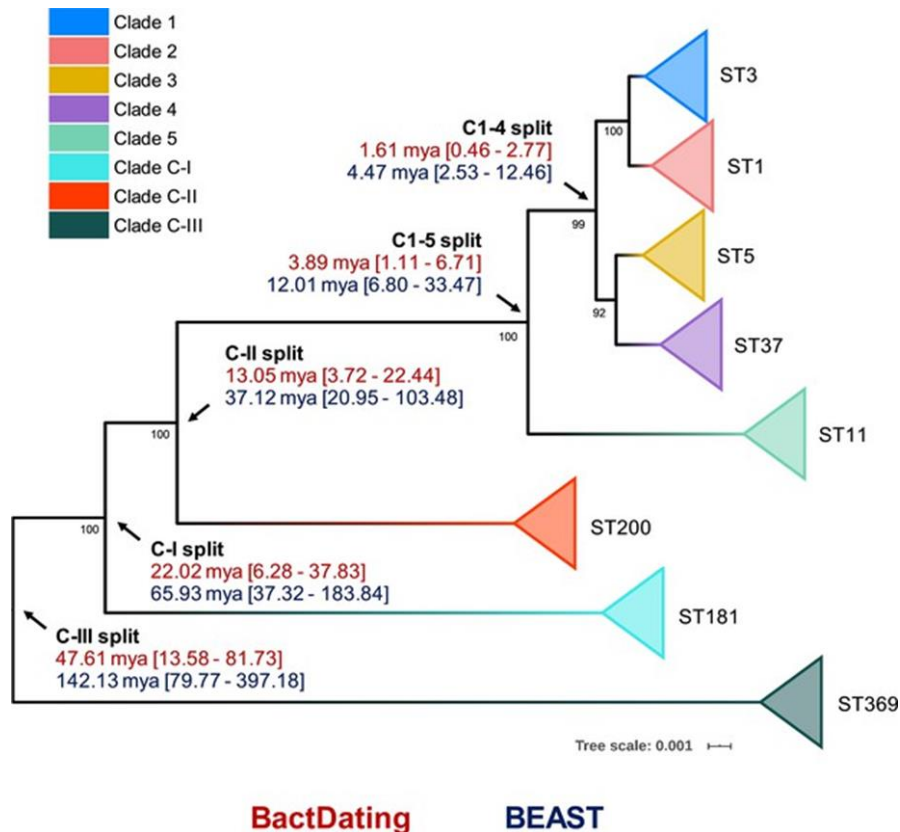 Clade 1
Clade 2
Clade 3
Clade 4
Clade 5
Clade C-I
Clade C-II
Clade C-III
ST3
C1-4 split
1.61 mya [0.46 - 2.77]
4.47 mya [2.53 - 12.46]
100
ST1
99
C1-5 split
3.89 mya [1.11 - 6.71]
12.01 mya [6.80 - 33.47]
ST5
92
100
ST37
C-II split
13.05 mya [3.72 - 22.44]
37.12 mya [20.95 - 103.48]
100
ST11
ST200
100
C-I split
22.02 mya [6.28 - 37.83]
65.93 mya [37.32 - 183.84]
ST181
C-III split
47.61 mya [13.58 - 81.73]
142.13 mya [79.77 - 397.18]
ST369
Tree scale: 0.001
BactDating BEAST